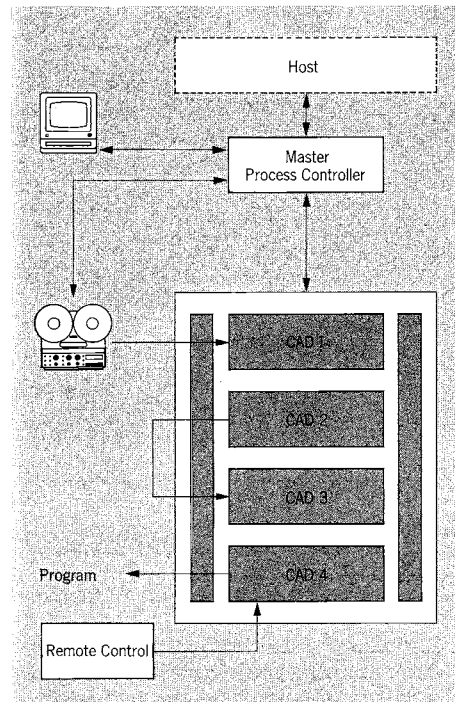 Host
Master
Process Controller
CAD 1
CAD 2
CAD 3
CAD 4
Program
Remote Control